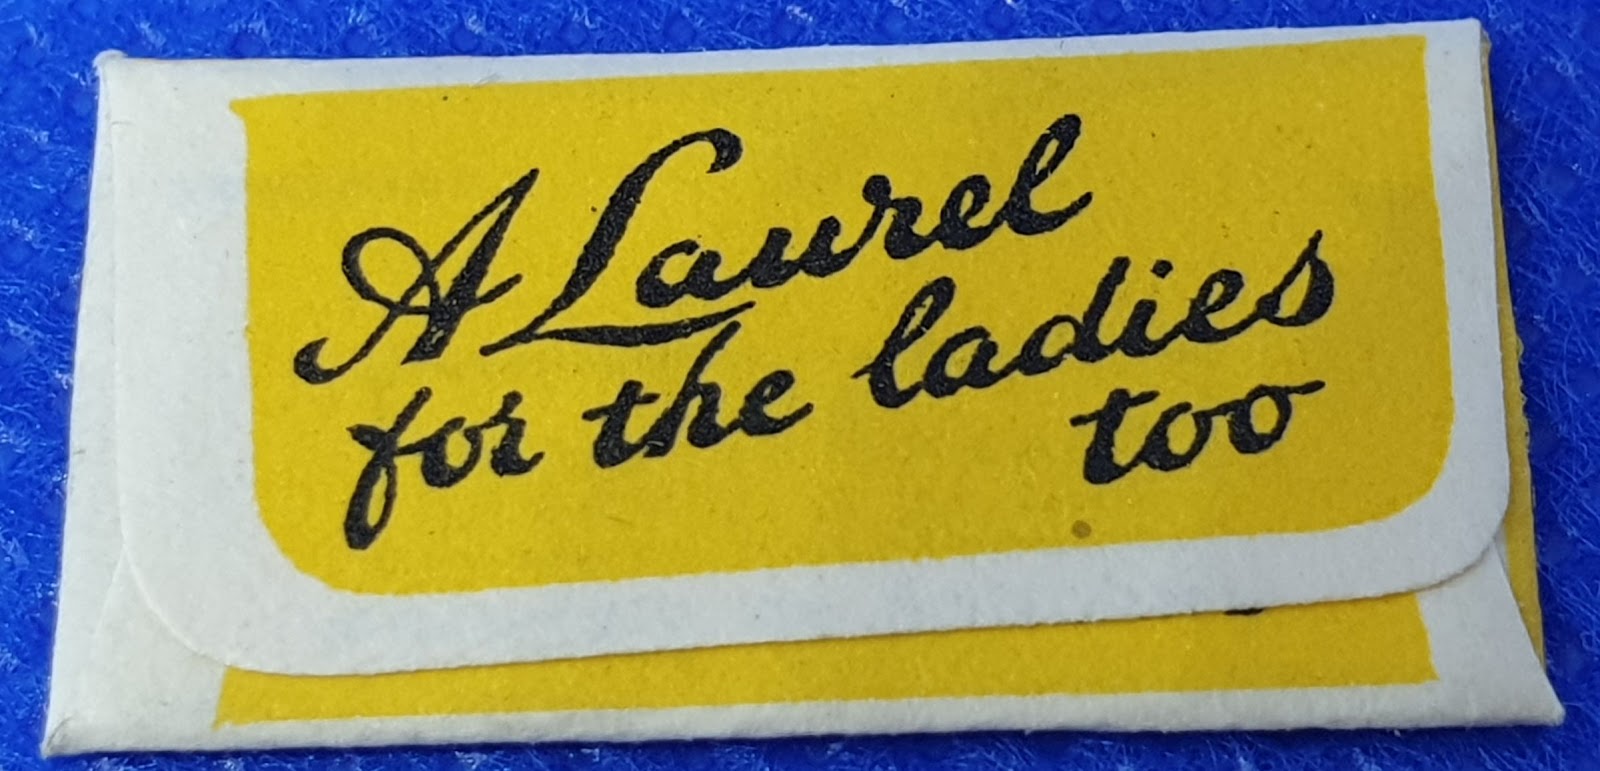 A Laurel
for the ladies
too